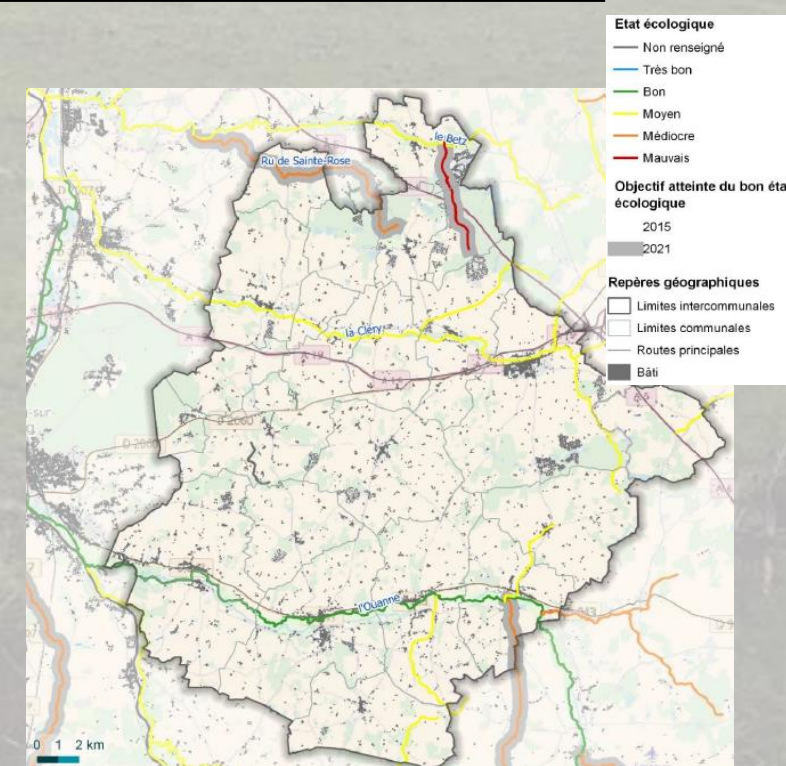 Etat écologique
Non renseigné
Très bon
Bon
Moyen
Médiocre
Mauvais
Objectif atteinte du bon éta
écologique
2015
2021
Repères géographiques
Limites intercommunales
Limites communales
Routes principales
Bâti
le Betz
Ru de Sainte-Rose
la Cléry
A 19
D 2060
l'Ouanne
0 1 2 km